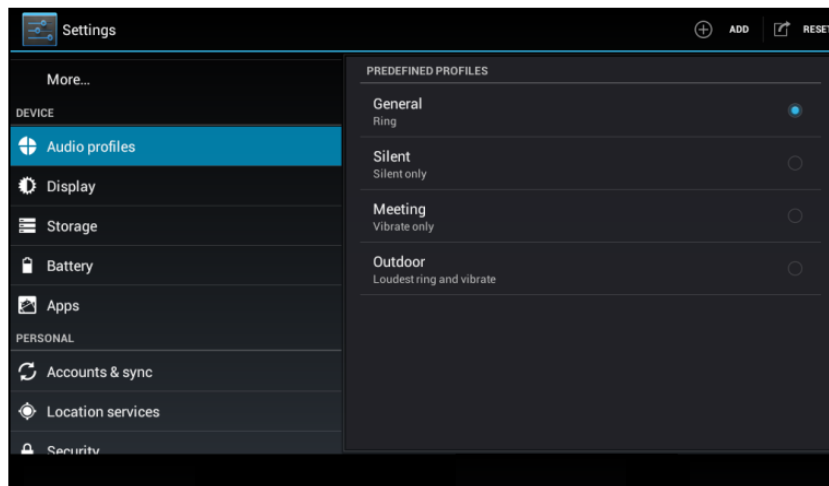 Settings
ADD
RESET
More...
DEVICE
Audio profiles
Display
Storage
Battery
Apps
PERSONAL
Accounts & sync
Location services
Security
PREDEFINED PROFILES
General
Ring
Silent
Silent only
Meeting
Vibrate only
Outdoor
Loudest ring and vibrate